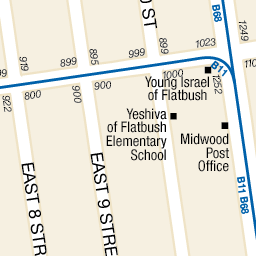 D ST
B68
1249
1023
999
899
895
919
999
B11
Young Israel
of Flatbush
1252
1000
900
800
900
922
Yeshiva
of Flatbush
Elementary
School
Midwood
Post
Office
EAST 8 STR
EAST 9 STRE
B11 B68